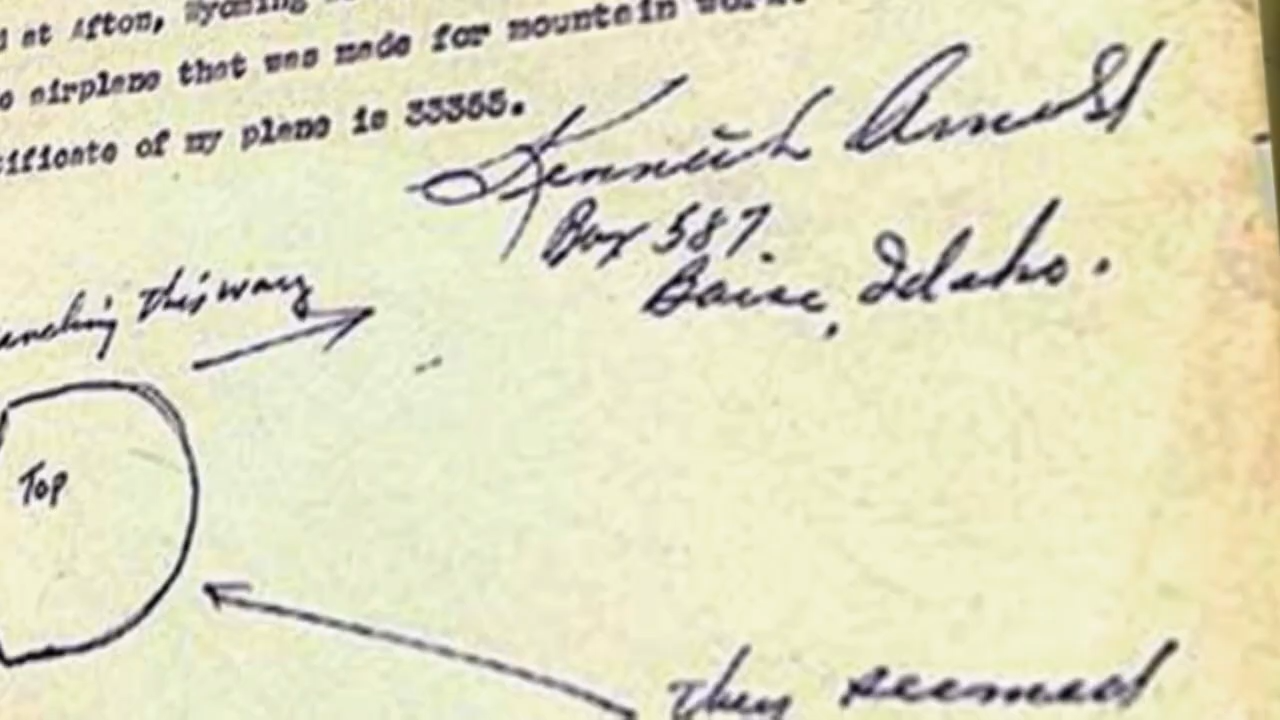 at Afton, Wyoming
airplane that was made for mountain work.
of my plane is 33355.
Kenneth Arnold
Box 587
Boise, Idaho.
This way
Top
They seemed